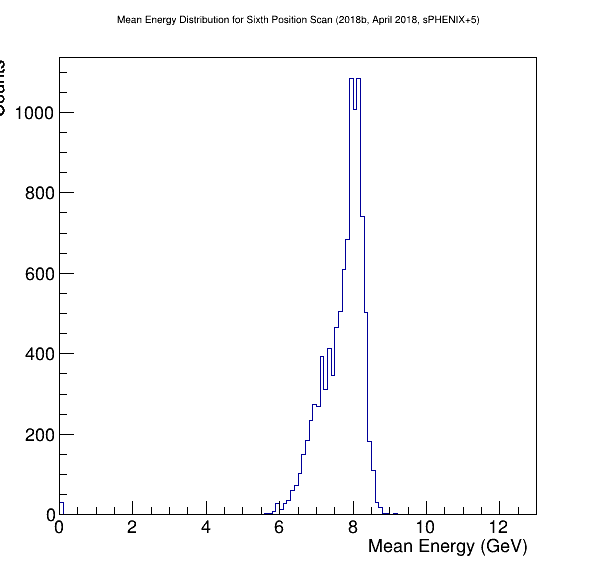 Mean Energy Distribution for Sixth Position Scan (2018b, April 2018, sPHENIX+5)
Counts
1000
800
600
400
200
0
0 2 4 6 8 10 12
Mean Energy (GeV)